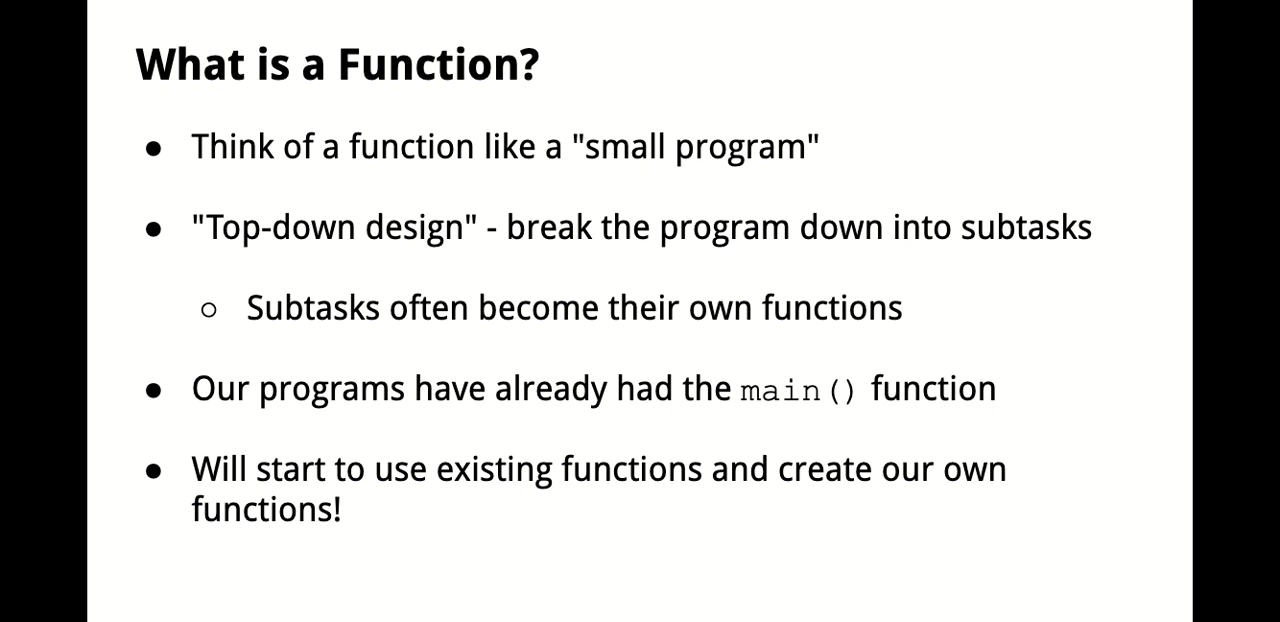 What is a Function?
● Think of a function like a "small program"
● "Top-down design" - break the program down into subtasks
○ Subtasks often become their own functions
● Our programs have already had the main() function
● Will start to use existing functions and create our own
functions!